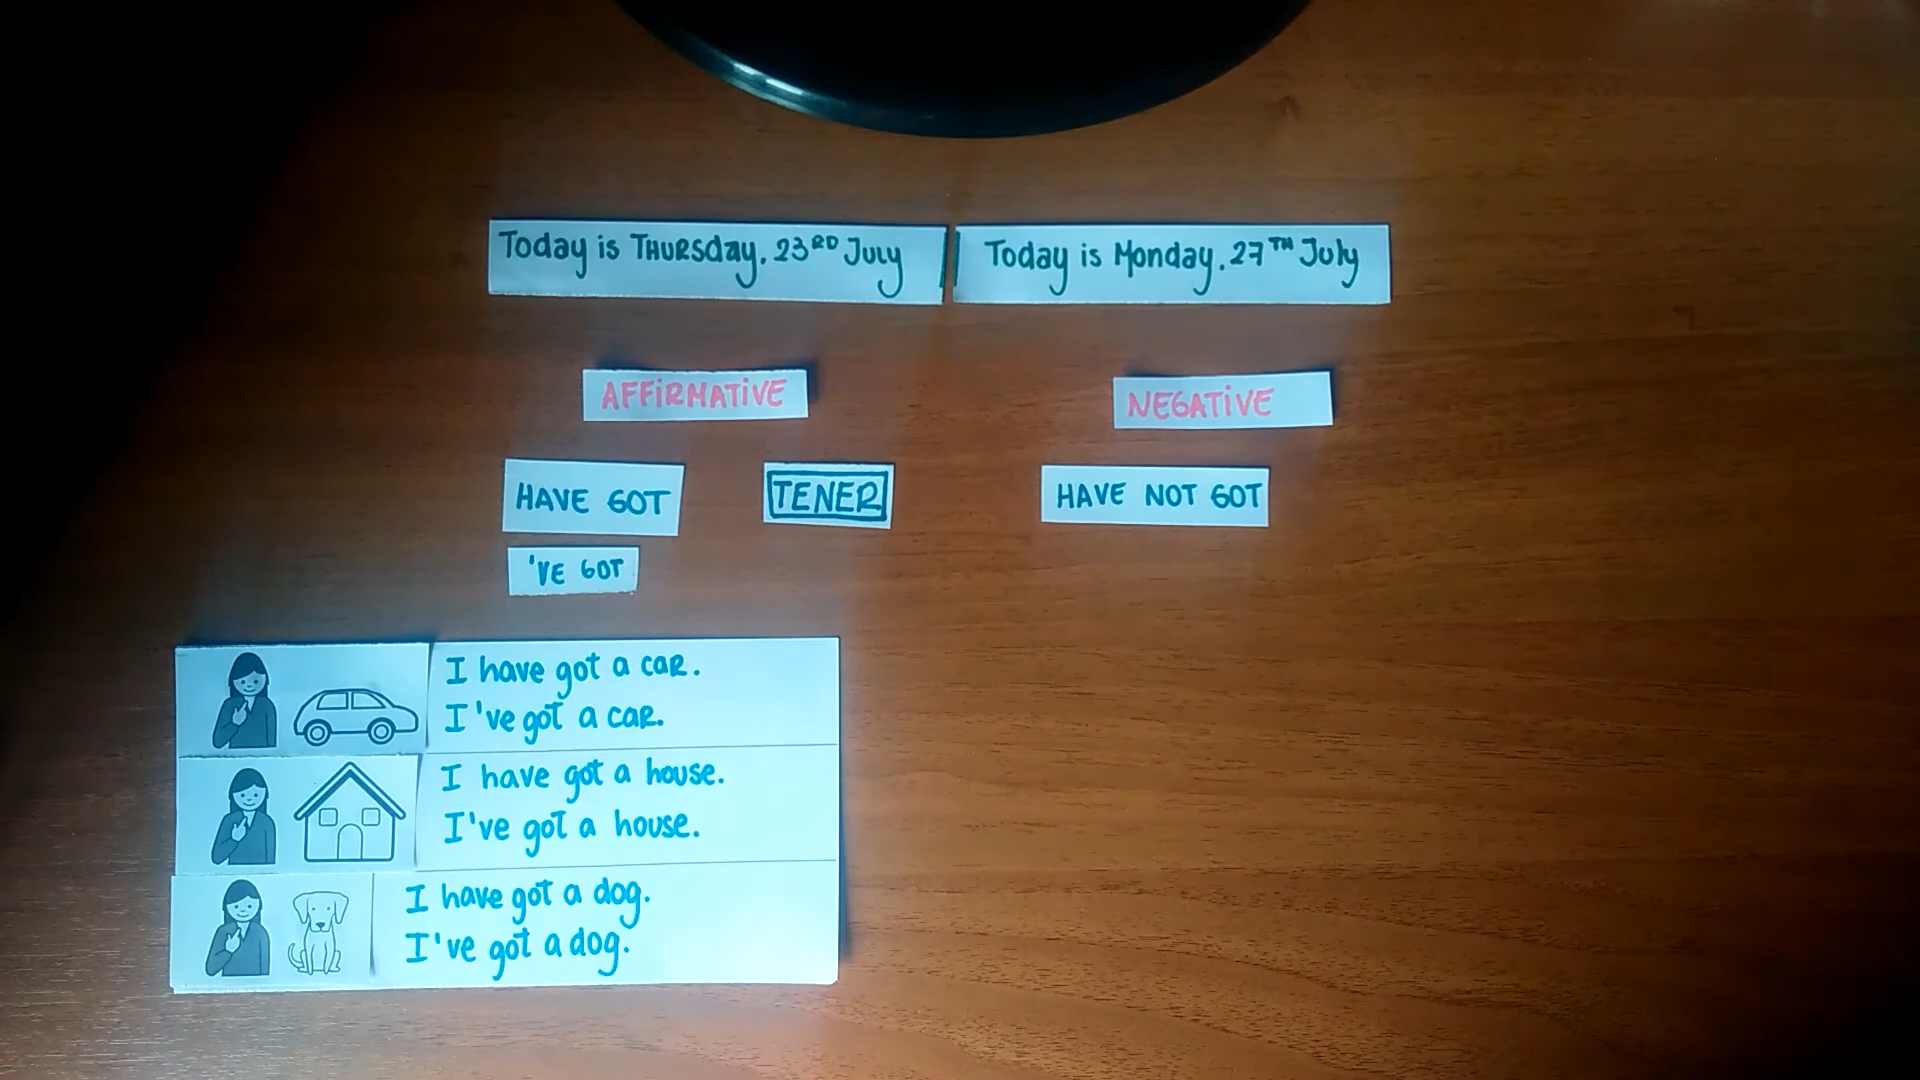 Today is THURSday. 23RD July
Today is Monday. 27TH July
AFFiRMATiVE
NEGATiVE
HAVE GOT
TENER
HAVE NOT GOT
'VE GOT
I have got a caR.
I've got a caR.
I have got a house.
I've got a house.
I have got a dog.
I've got a dog.